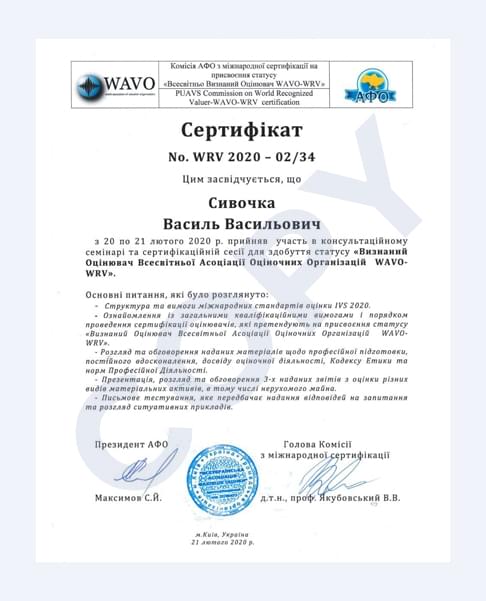 WAVO
Комісія АФО з міжнародної сертифікації на
присвоєння статусу
«Всесвітньо Визнаний Оцінювач WAVO-WRV»
PUAVS Commission on World Recognized
Valuer-WAVO-WRV certification
АФО
Сертифікат
No. WRV 2020 – 02/34
Цим засвідчується, що
Сивочка
Василь Васильович
з 20 по 21 лютого 2020 р. прийняв участь в консультаційному
семінарі та сертифікаційній сесії для здобуття статусу «Визнаний
Оцінювач Всесвітньої Асоціації Оціночних Організацій WAVO-
WRV».
Основні питання, які було розглянуто:
- Структура та вимоги міжнародних стандартів оцінки IVS 2020.
- Ознайомлення із загальними кваліфікаційними вимогами і порядком
проведення сертифікації оцінювачів, які претендують на присвоєння статусу
«Визнаний Оцінювач Всесвітньої Асоціації Оціночних Організацій WAVO-
WRV».
- Розгляд та обговорення наданих матеріалів щодо професійної підготовки,
постійного вдосконалення, досвіду оціночної діяльності, Кодексу Етики та
норм Професійної Діяльності.
- Презентація, розгляд та обговорення 3-х наданих звітів з оцінки різних
видів матеріальних активів, в тому числі нерухомого майна.
- Письмове тестування, яке передбачає надання відповідей на запитання
та розгляд ситуативних прикладів.
Президент АФО
Голова Комісії
з міжнародної сертифікації
Максимов С.Й.
д.т.н., проф. Якубовський В.В.
м.Київ, Україна
21 лютого 2020 р.
COPY